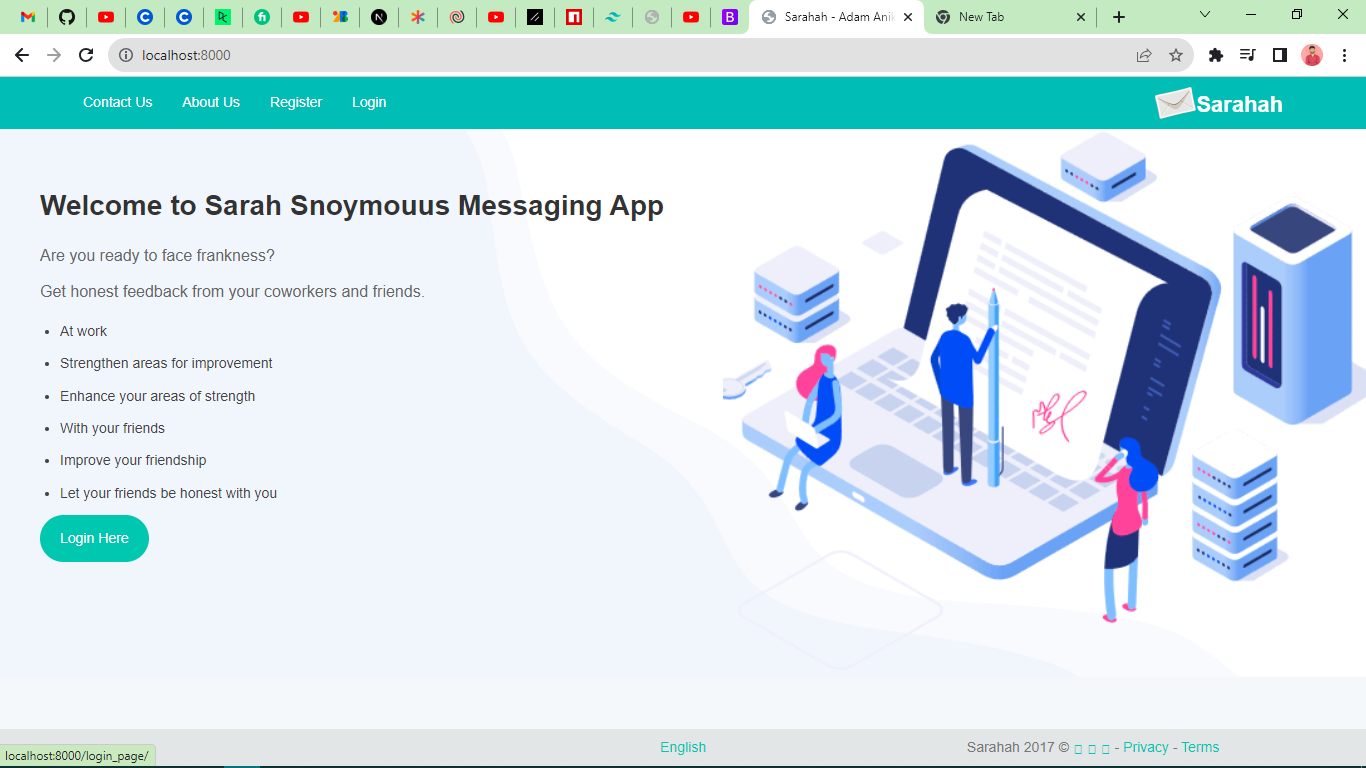 Sarahah - Adam Ani
New Tab
localhost:8000
Contact Us About Us Register Login
Sarahah
Welcome to Sarah Snoymouus Messaging App
Are you ready to face frankness?
Get honest feedback from your coworkers and friends.
At work
Strengthen areas for improvement
Enhance your areas of strength
With your friends
Improve your friendship
Let your friends be honest with you
Login Here
English
Sarahah 2017 © - Privacy - Terms
localhost:8000/login_page/